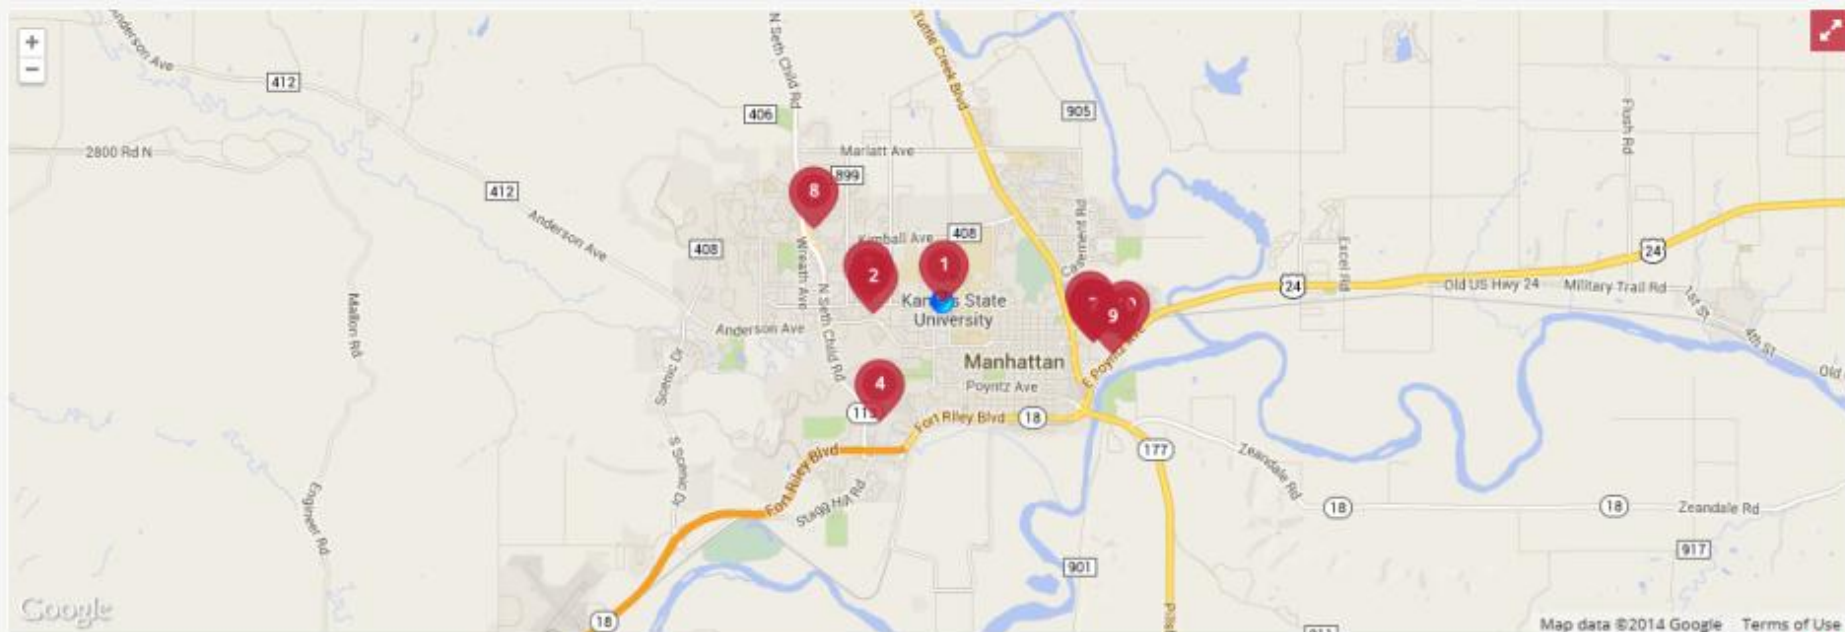 Anderson Ave
412
N Seth Child Rd
Tuttle Creek Blvd
406
905
Flush Rd
2800 Rd N
Marlatt Ave
412
899
8
Anderson Ave
408
Kimball Ave
408
1
Wreath Ave
2
N Seth Child Rd
Excel Rd
24
24
Old US Hwy 24
Military Trail Rd
1st St
4th St
Mallon Rd
Kansas State
University
9
Anderson Ave
Manhattan
E Poyntz Ave
Poyntz Ave
Scenic Dr
4
Fort Riley Blvd
18
177
Zeandale Rd
S Scenic Dr
Fort Riley Blvd
Stagg Hill Rd
Engineer Rd
18
18
Zeandale Rd
917
901
Google
18
Map data ©2014 Google
Terms of Use